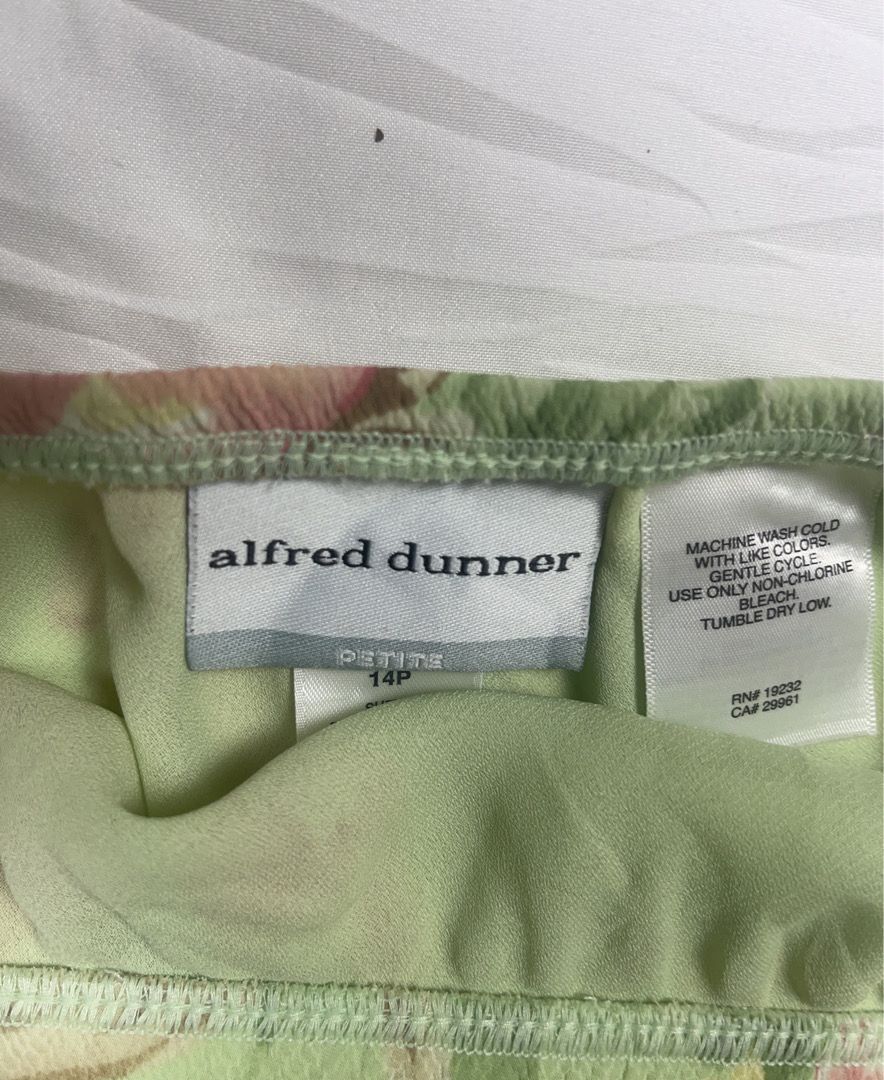 alfred dunner
PETITE
14P
MACHINE WASH COLD
WITH LIKE COLORS.
GENTLE CYCLE.
USE ONLY NON-CHLORINE
BLEACH.
TUMBLE DRY LOW.
RN# 19232
CA# 29961